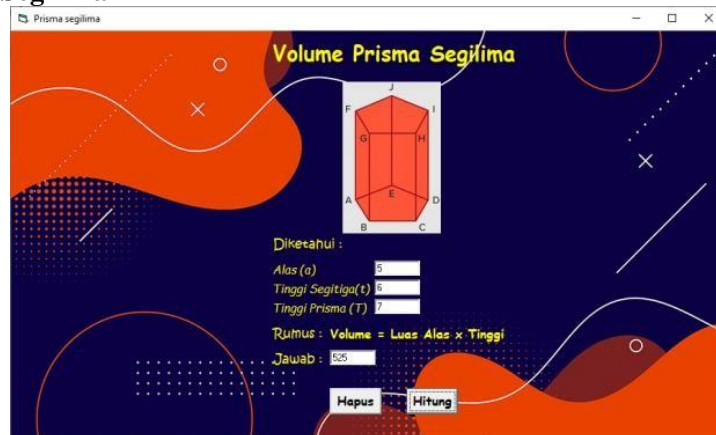 Prisma segilima
Volume Prisma Segilima
J
F I
G H
E
A D
B C
Diketahui :
Alas (a) 5
Tinggi Segitiga(t) 6
Tinggi Prisma (T) 7
Rumus : Volume = Luas Alas x Tinggi
Jawab : 525
Hapus Hitung